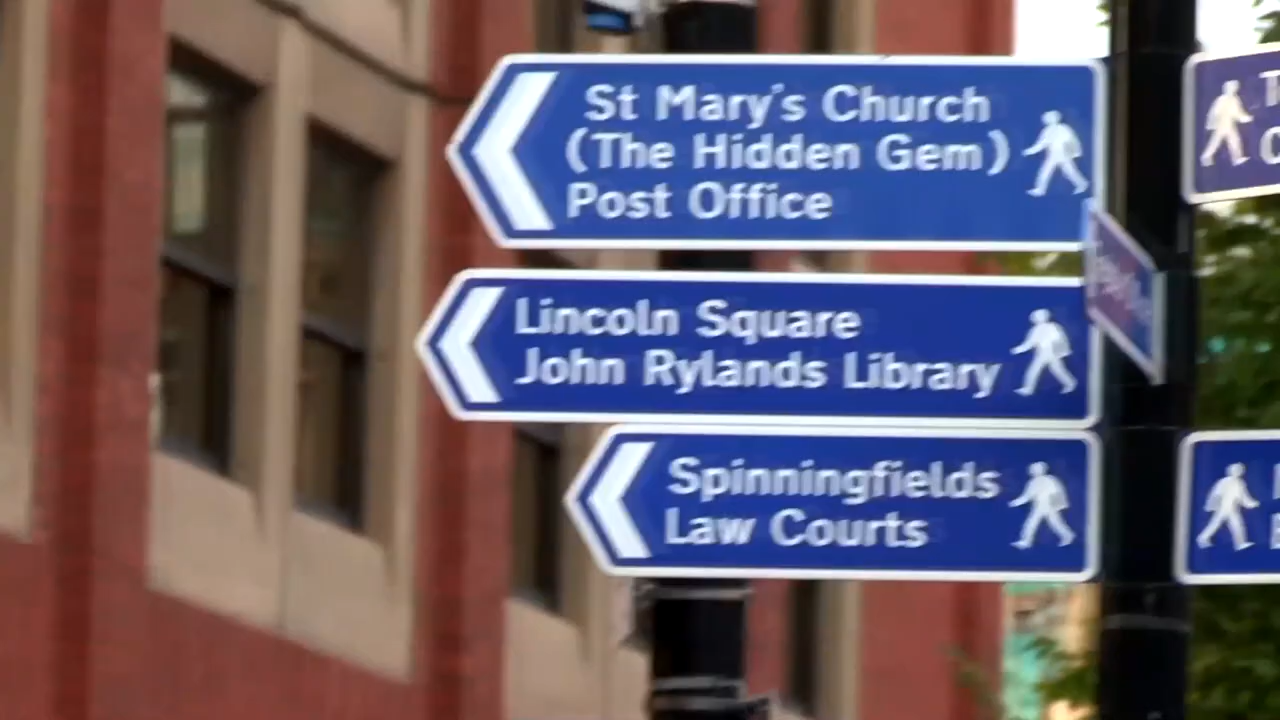 St Mary's Church
(The Hidden Gem)
Post Office
Lincoln Square
John Rylands Library
Spinningfields
Law Courts